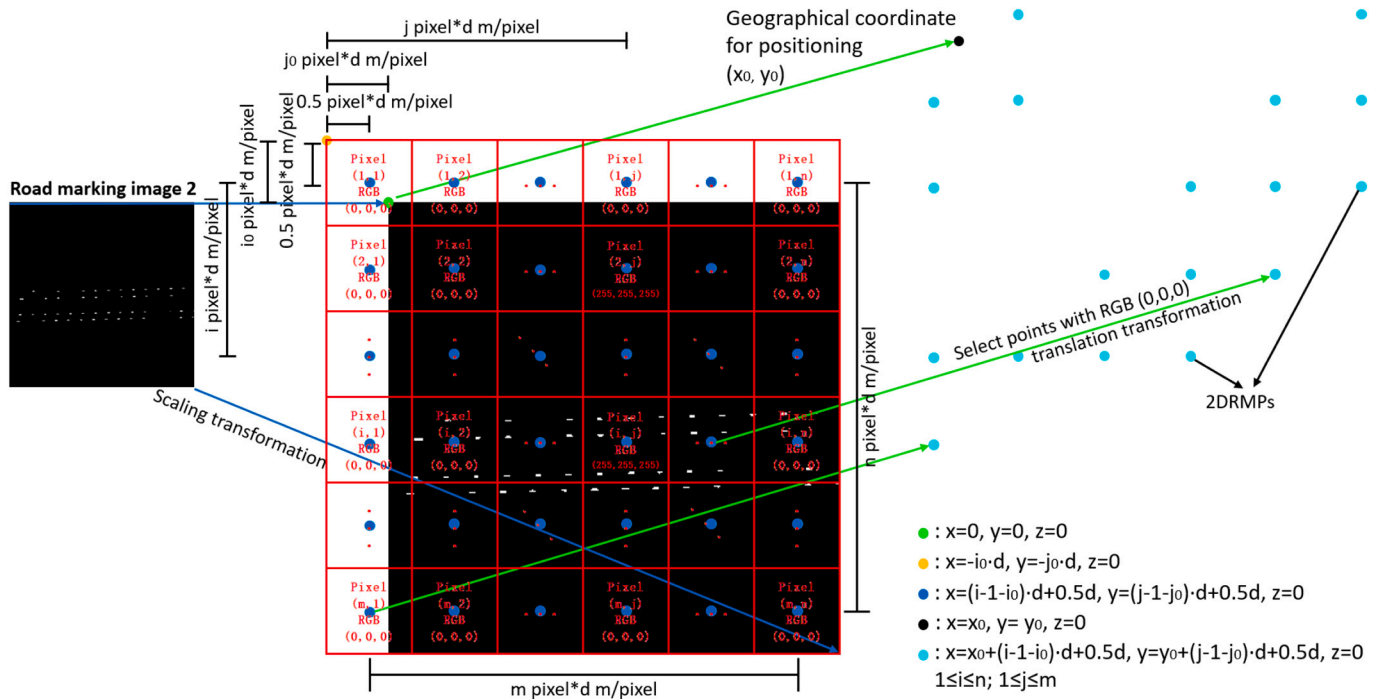 j pixel*d m/pixel
j₀ pixel*d m/pixel
0.5 pixel*d m/pixel
Geographical coordinate
for positioning
(x₀, y₀)
i₀ pixel*d m/pixel
0.5 pixel*d m/pixel
i pixel*d m/pixel
Road marking image 2
Scaling transformation
Pixel
(1,1)
RGB
(0,0,0)
Pixel
(1,2)
RGB
(0,0,0)
Pixel
(1,j)
RGB
(0,0,0)
Pixel
(1,n)
RGB
(0,0,0)
Pixel
(2,1)
RGB
(0,0,0)
Pixel
(2,2)
RGB
(0,0,0)
Pixel
(2,j)
RGB
(255,255,255)
Pixel
(2,m)
RGB
(0,0,0)
Pixel
(i,1)
RGB
(0,0,0)
Pixel
(i,2)
RGB
(0,0,0)
Pixel
(i,j)
RGB
(255,255,255)
Pixel
(i,m)
RGB
(0,0,0)
Pixel
(m,1)
RGB
(0,0,0)
Pixel
(m,2)
RGB
(0,0,0)
Pixel
(m,j)
RGB
(0,0,0)
Pixel
(m,m)
RGB
(0,0,0)
n pixel*d m/pixel
m pixel*d m/pixel
Select points with RGB (0,0,0)
translation transformation
2DRMPs
: x=0, y=0, z=0
: x=-i₀·d, y=-j₀·d, z=0
: x=(i-1-i₀)·d+0.5d, y=(j-1-j₀)·d+0.5d, z=0
: x=x₀, y= y₀, z=0
: x=x₀+(i-1-i₀)·d+0.5d, y=y₀+(j-1-j₀)·d+0.5d, z=0
1≤i≤n; 1≤j≤m